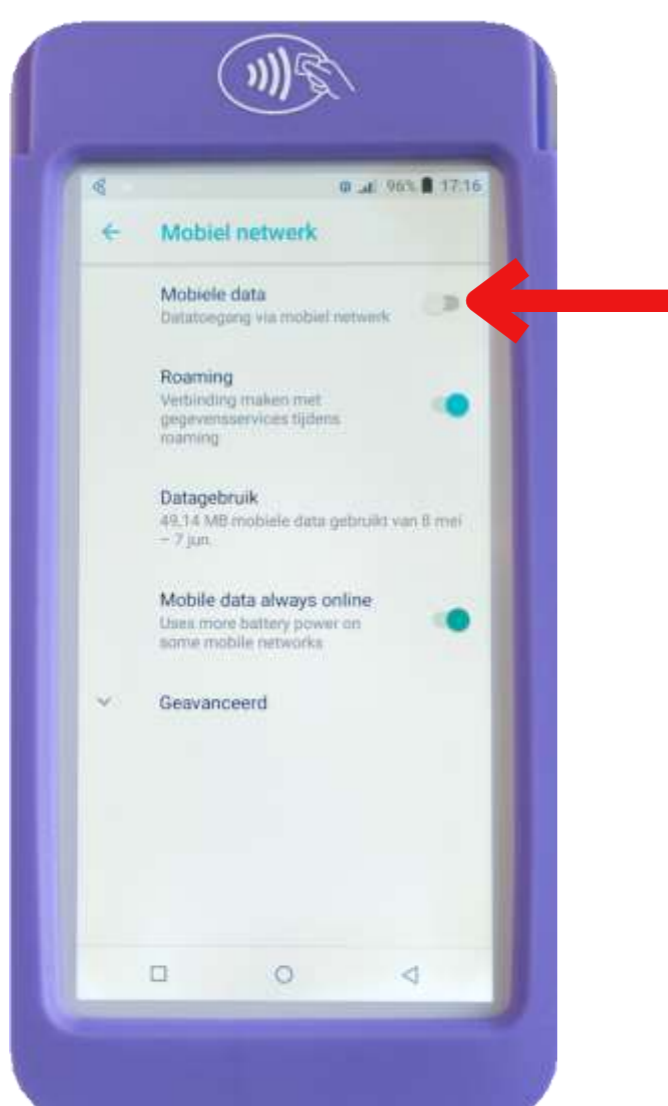 96% 17:16
Mobiel netwerk
Mobiele data
Datatoegang via mobiel netwerk
Roaming
Verbinding maken met
gegevensservices tijdens
roaming
Datagebruik
49,14 MB mobiele data gebruikt van 8 mei
– 7 jun.
Mobile data always online
Uses more battery power on
some mobile networks
Geavanceerd